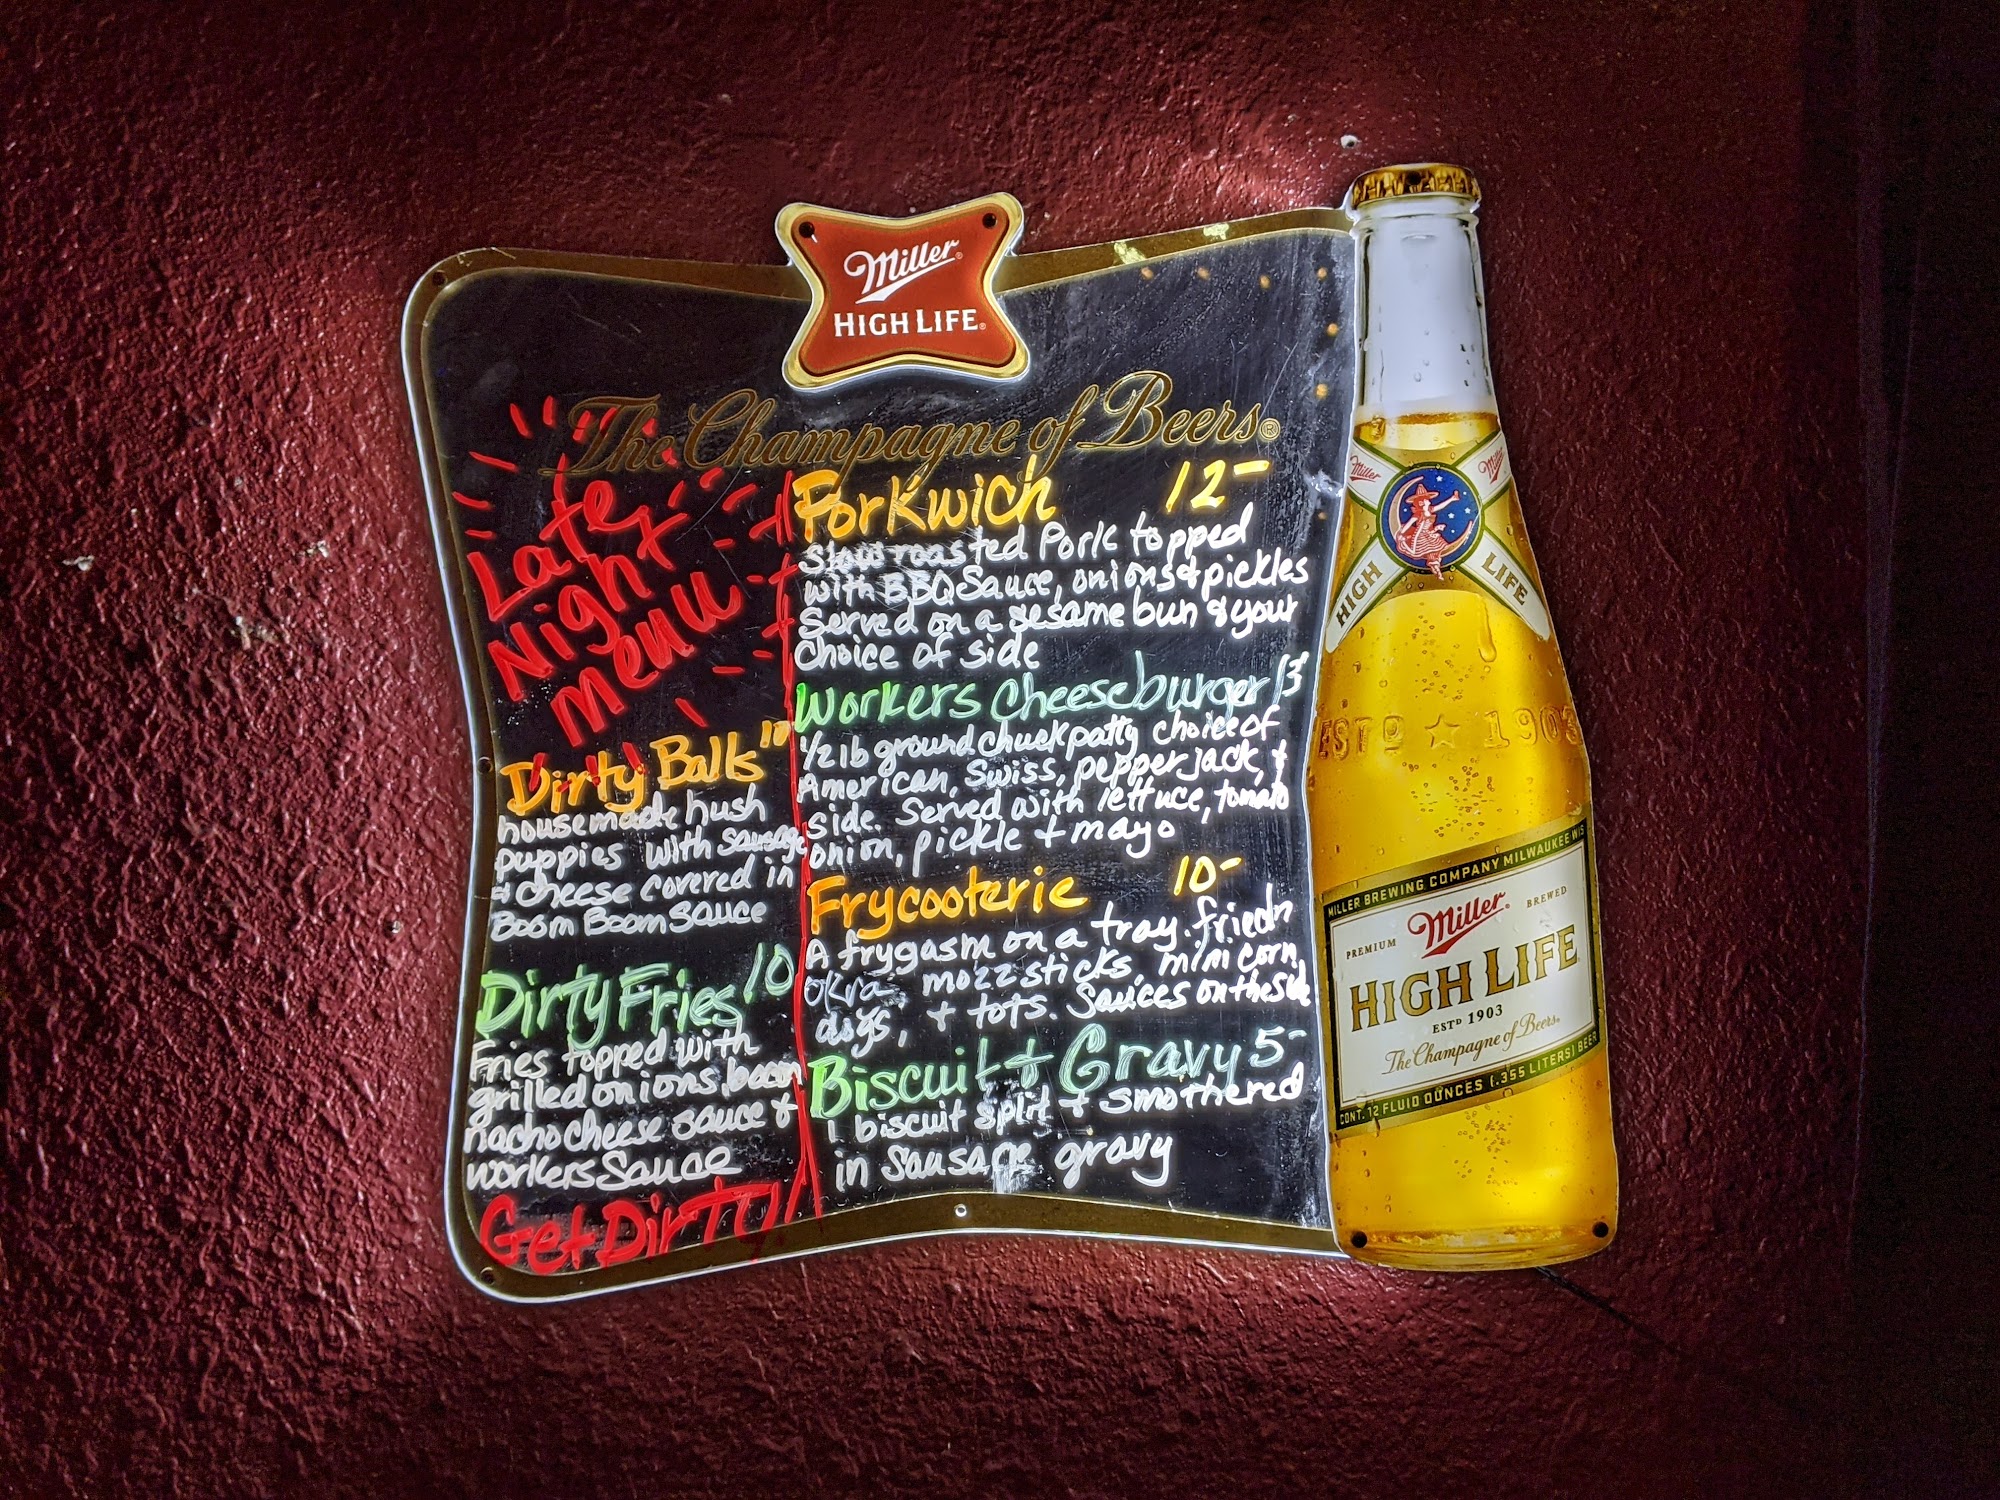 Miller
HIGH LIFE
The Champagne of Beers
Late
Night
Menu
Dirty Balls 10
housemade hush
puppies with sausage
& cheese covered in
Boom Boom Sauce
Dirty Fries 10
Fries topped with
grilled onions, bacon
nacho cheese sauce &
workers Sauce
Get Dirty!
Porkwich 12-
Slow roasted Pork topped
with BBQ Sauce, onions & pickles
Served on a sesame bun & your
Choice of side
Workers Cheeseburger 13
1/2 lb ground chuck patty choice of
American, Swiss, pepper jack, &
side. Served with lettuce, tomato
onion, pickle + mayo
Frycooterie 10-
A frygasm on a tray. fried
okra, mozz sticks, mini corn
dogs, + tots. Sauces on the side
Biscuit & Gravy 5-
1 biscuit split & smothered
in Sausage gravy
Miller
Miller
HIGH LIFE
ESTD ☆ 1903
MILLER BREWING COMPANY MILWAUKEE WIS
PREMIUM Miller BREWED
HIGH LIFE
ESTD 1903
The Champagne of Beers
CONT. 12 FLUID OUNCES (.355 LITERS) BEER